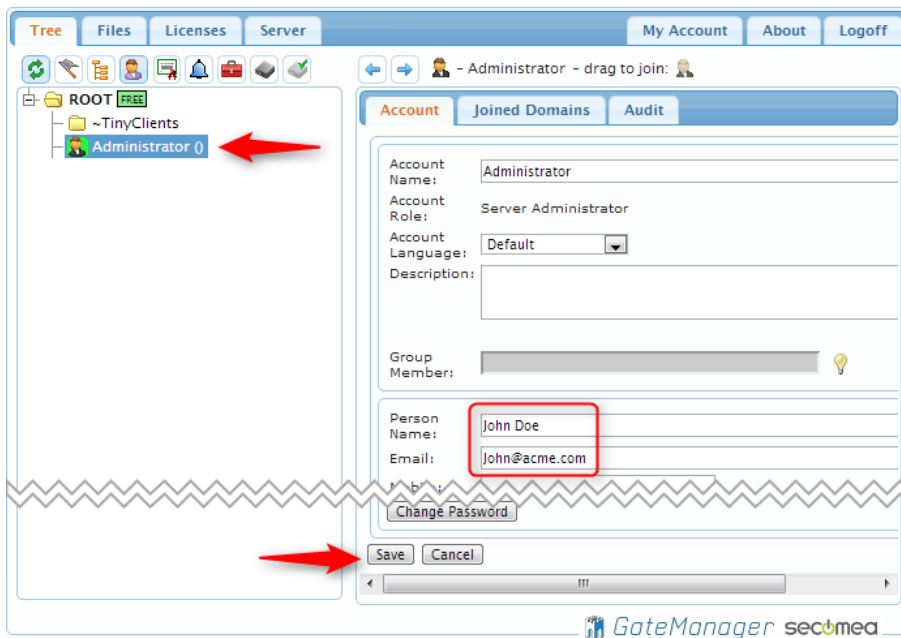 Tree Files Licenses Server My Account About Logoff
- Administrator - drag to join:
ROOT FREE
~TinyClients
Administrator ()
Account Joined Domains Audit
Account
Name:
Administrator
Account
Role:
Server Administrator
Account
Language:
Default
Description:
Group
Member:
Person
Name:
John Doe
Email:
John@acme.com
Change Password
Save Cancel
GateManager secomea